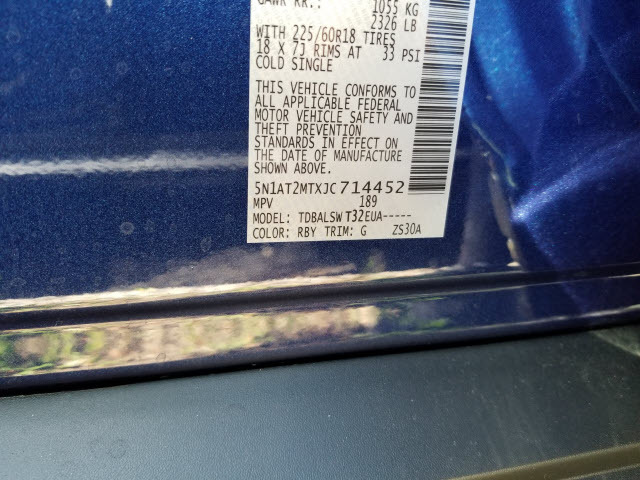 GAWR RR.: 1055 KG
2326 LB
WITH 225/60R18 TIRES
18 X 7J RIMS AT 33 PSI
COLD SINGLE
THIS VEHICLE CONFORMS TO
ALL APPLICABLE FEDERAL
MOTOR VEHICLE SAFETY AND
THEFT PREVENTION
STANDARDS IN EFFECT ON
THE DATE OF MANUFACTURE
SHOWN ABOVE.
5N1AT2MTXJC714452
MPV 189
MODEL: TDBALSW T32EUA-----
COLOR: RBY TRIM: G ZS30A